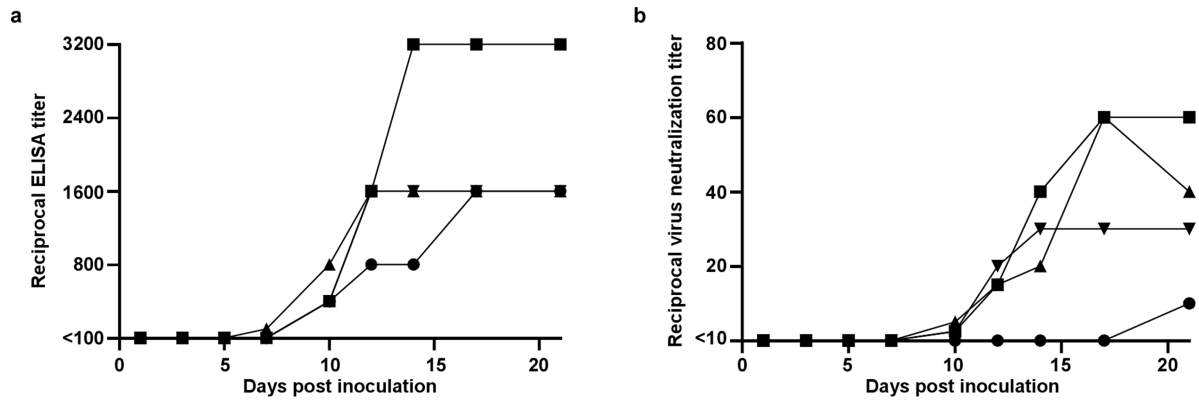 a
Reciprocal ELISA titer
3200
2400
1600
800
<100
0 5 10 15 20
Days post inoculation
b
Reciprocal virus neutralization titer
80
60
40
20
<10
0 5 10 15 20
Days post inoculation